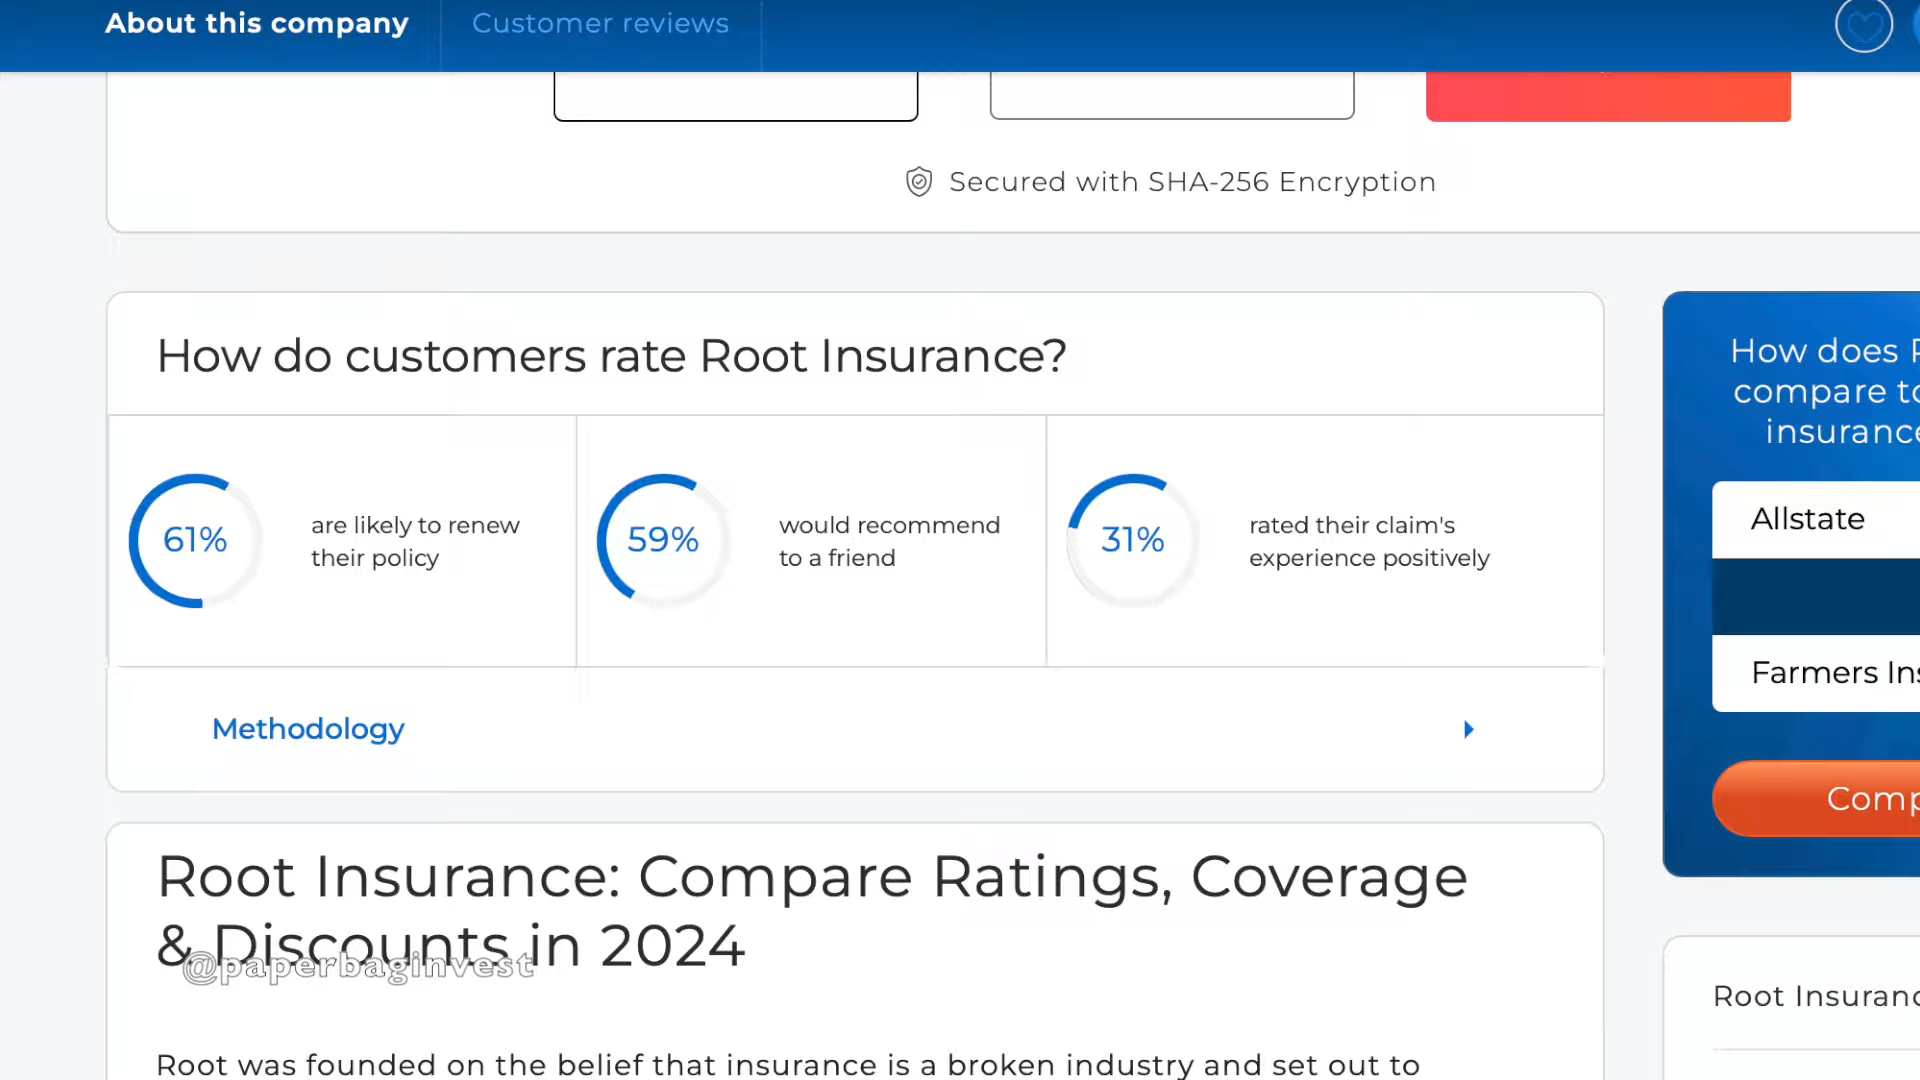 About this company
Customer reviews
Secured with SHA-256 Encryption
How do customers rate Root Insurance?
61%
are likely to renew
their policy
59%
would recommend
to a friend
31%
rated their claim's
experience positively
Methodology
How does
compare to
insurance
Allstate
Farmers Ins
Comp
Root Insurance: Compare Ratings, Coverage
& Discounts in 2024
@paperbaginvest
Root Insuranc
Root was founded on the belief that insurance is a broken industry and set out to